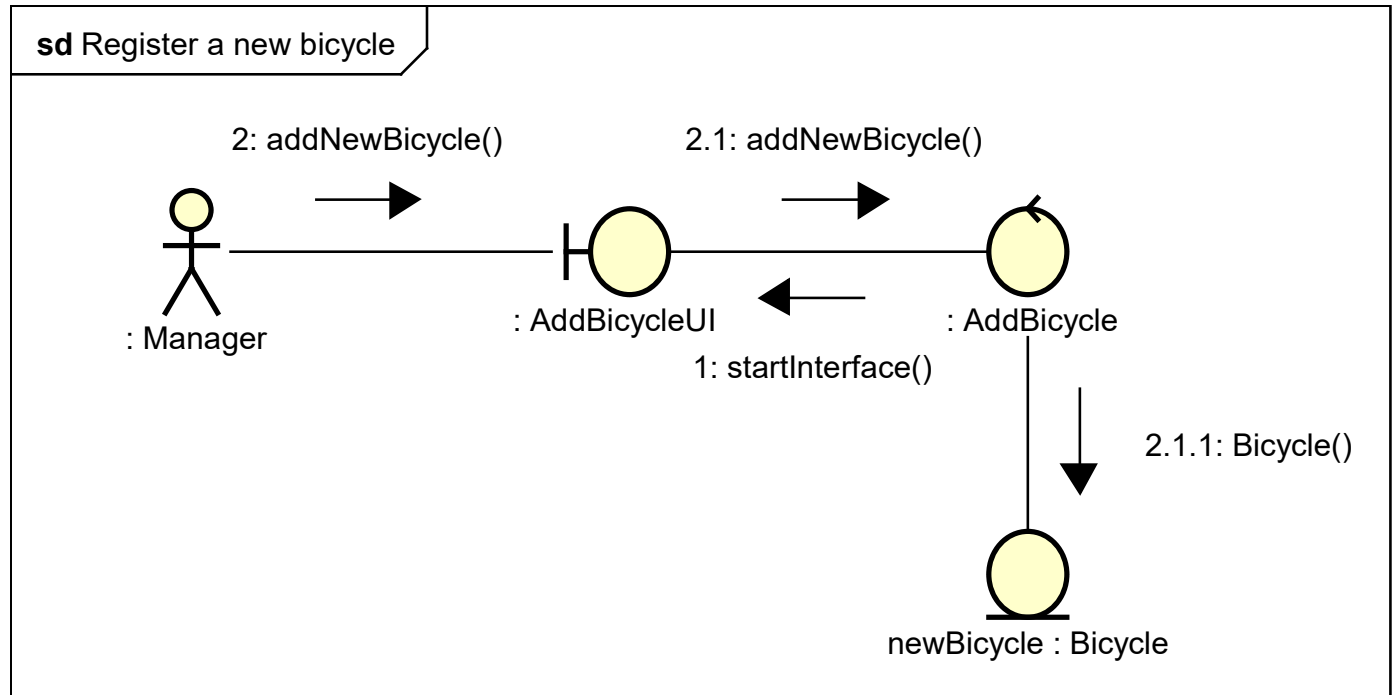 sd Register a new bicycle
2: addNewBicycle()
2.1: addNewBicycle()
: Manager
: AddBicycleUI
: AddBicycle
1: startInterface()
2.1.1: Bicycle()
newBicycle : Bicycle